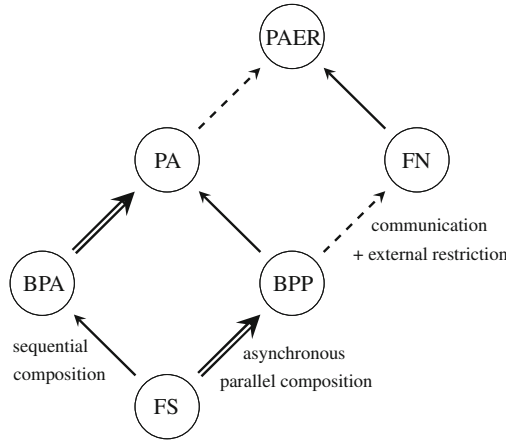 PAER
PA
FN
communication
+ external restriction
BPA
BPP
sequential
composition
asynchronous
parallel composition
FS